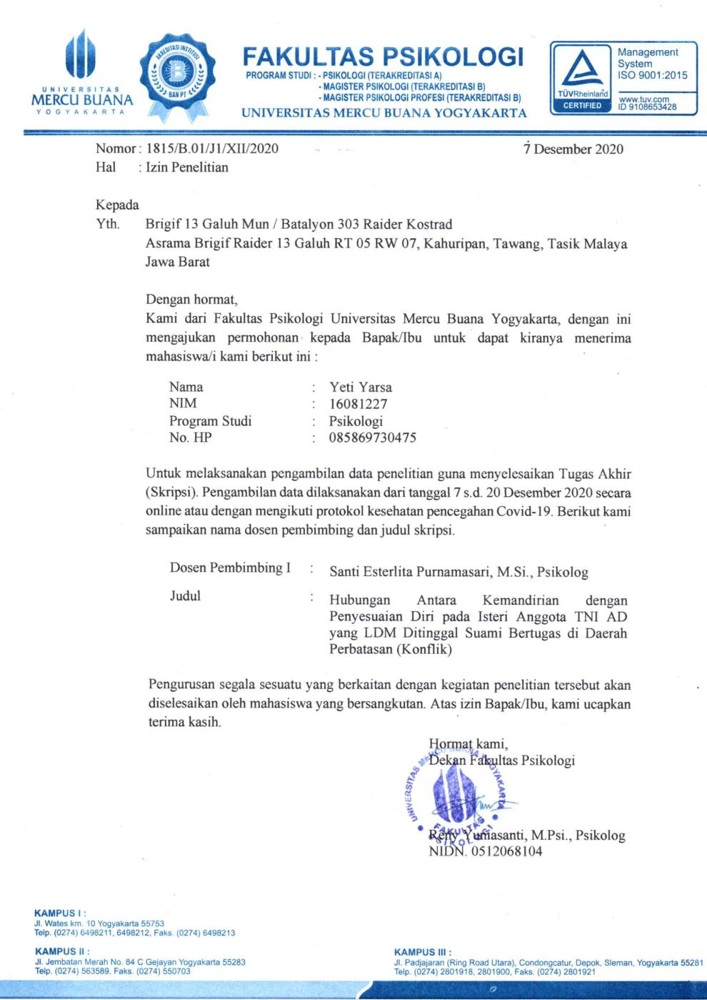 UNIVERSITAS
MERCU BUANA
YOGYAKARTA
AKREDITASI INSTITUSI
B
BAN PT
FAKULTAS PSIKOLOGI
PROGRAM STUDI : - PSIKOLOGI (TERAKREDITASI A)
- MAGISTER PSIKOLOGI (TERAKREDITASI B)
- MAGISTER PSIKOLOGI PROFESI (TERAKREDITASI B)
UNIVERSITAS MERCU BUANA YOGYAKARTA
TÜVRheinland
CERTIFIED
Management
System
ISO 9001:2015
www.tuv.com
ID 9108653428
Nomor : 1815/B.01/J1/XII/2020 7 Desember 2020
Hal : Izin Penelitian
Kepada
Yth. Brigif 13 Galuh Mun / Batalyon 303 Raider Kostrad
Asrama Brigif Raider 13 Galuh RT 05 RW 07, Kahuripan, Tawang, Tasik Malaya
Jawa Barat
Dengan hormat,
Kami dari Fakultas Psikologi Universitas Mercu Buana Yogyakarta, dengan ini
mengajukan permohonan kepada Bapak/Ibu untuk dapat kiranya menerima
mahasiswa/i kami berikut ini :
Nama : Yeti Yarsa
NIM : 16081227
Program Studi : Psikologi
No. HP : 085869730475
Untuk melaksanakan pengambilan data penelitian guna menyelesaikan Tugas Akhir
(Skripsi). Pengambilan data dilaksanakan dari tanggal 7 s.d. 20 Desember 2020 secara
online atau dengan mengikuti protokol kesehatan pencegahan Covid-19. Berikut kami
sampaikan nama dosen pembimbing dan judul skripsi.
Dosen Pembimbing I : Santi Esterlita Purnamasari, M.Si., Psikolog
Judul : Hubungan Antara Kemandirian dengan
Penyesuaian Diri pada Isteri Anggota TNI AD
yang LDM Ditinggal Suami Bertugas di Daerah
Perbatasan (Konflik)
Pengurusan segala sesuatu yang berkaitan dengan kegiatan penelitian tersebut akan
diselesaikan oleh mahasiswa yang bersangkutan. Atas izin Bapak/Ibu, kami ucapkan
terima kasih.
Hormat kami,
Dekan Fakultas Psikologi
UNIVERSITAS MERCU BUANA YOGYAKARTA
FAKULTAS
PSIKOLOGI
Reny Yuniasanti, M.Psi., Psikolog
NIDN. 0512068104
KAMPUS I :
Jl. Wates km. 10 Yogyakarta 55753
Telp. (0274) 6498211, 6498212, Faks. (0274) 6498213
KAMPUS II :
Jl. Jembatan Merah No. 84 C Gejayan Yogyakarta 55283
Telp. (0274) 563589, Faks. (0274) 550703
KAMPUS III :
Jl. Padjajaran (Ring Road Utara), Condongcatur, Depok, Sleman, Yogyakarta 55281
Telp. (0274) 2801918, 2801900, Faks. (0274) 2801921